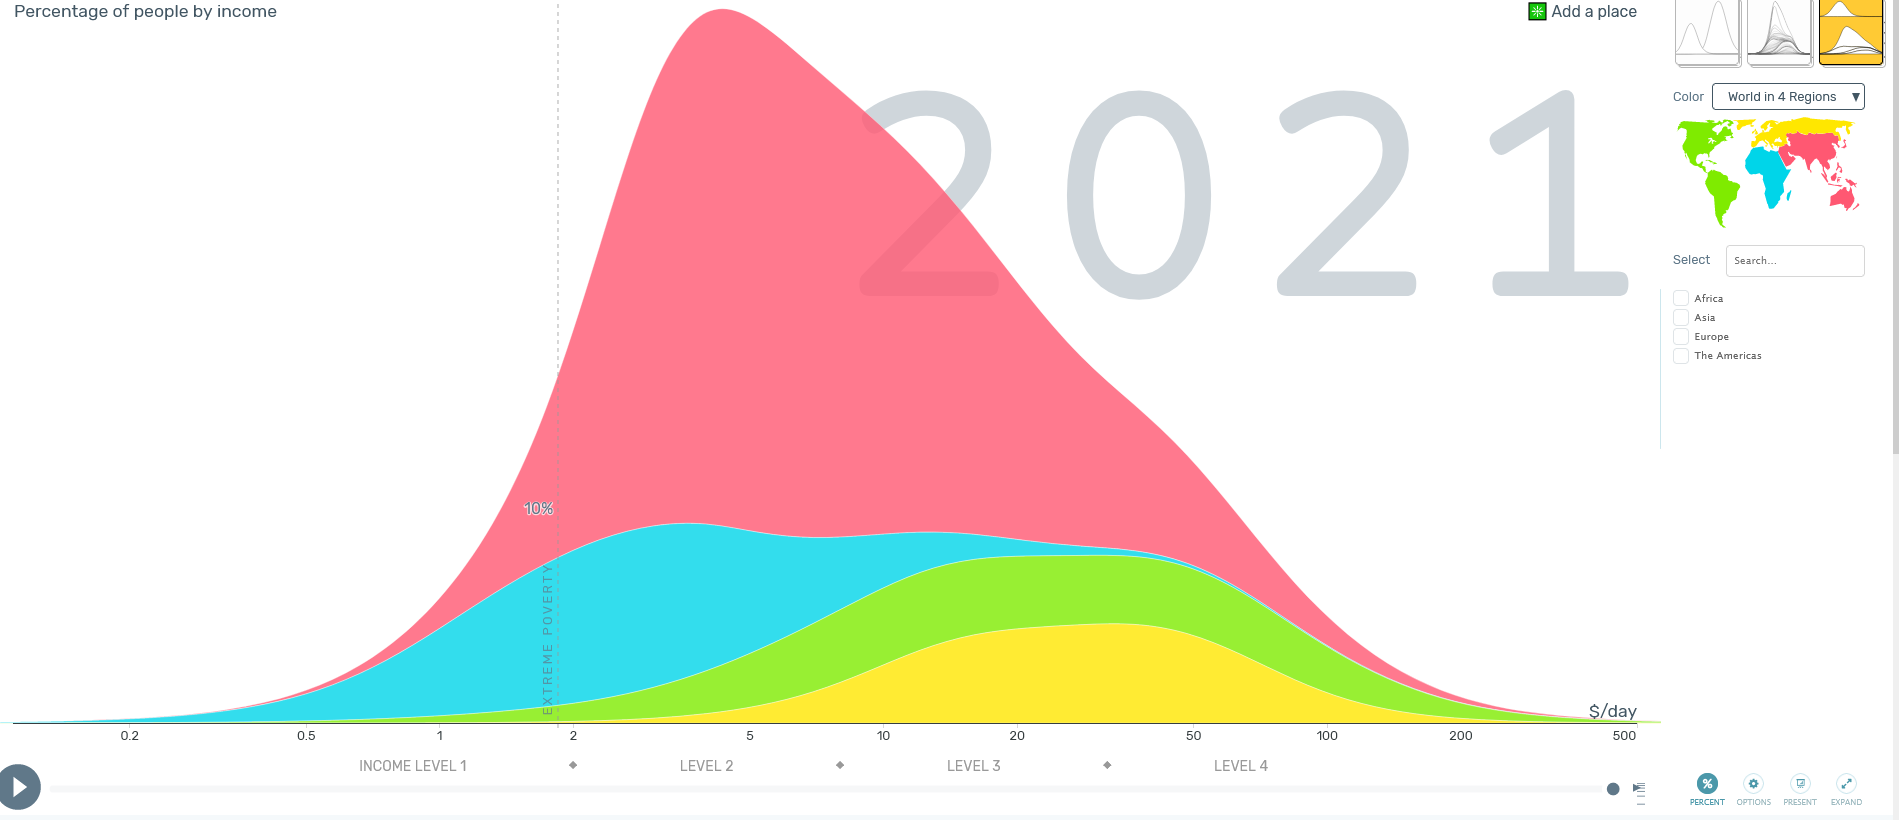 Percentage of people by income
Add a place
2021
Color
World in 4 Regions ▼
Select
Search...
Africa
Asia
Europe
The Americas
10%
EXTREME POVERTY
$/day
0.2 0.5 1 2 5 10 20 50 100 200 500
INCOME LEVEL 1 LEVEL 2 LEVEL 3 LEVEL 4
% 
PERCENT OPTIONS PRESENT EXPAND